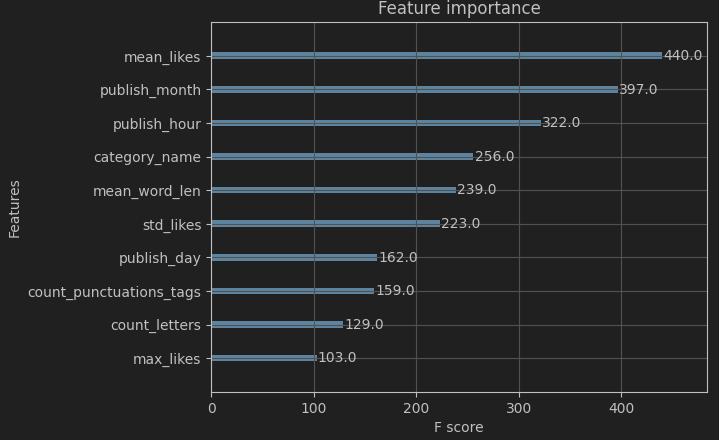 Feature importance
Features
mean_likes 440.0
publish_month 397.0
publish_hour 322.0
category_name 256.0
mean_word_len 239.0
std_likes 223.0
publish_day 162.0
count_punctuations_tags 159.0
count_letters 129.0
max_likes 103.0
0 100 200 300 400
F score